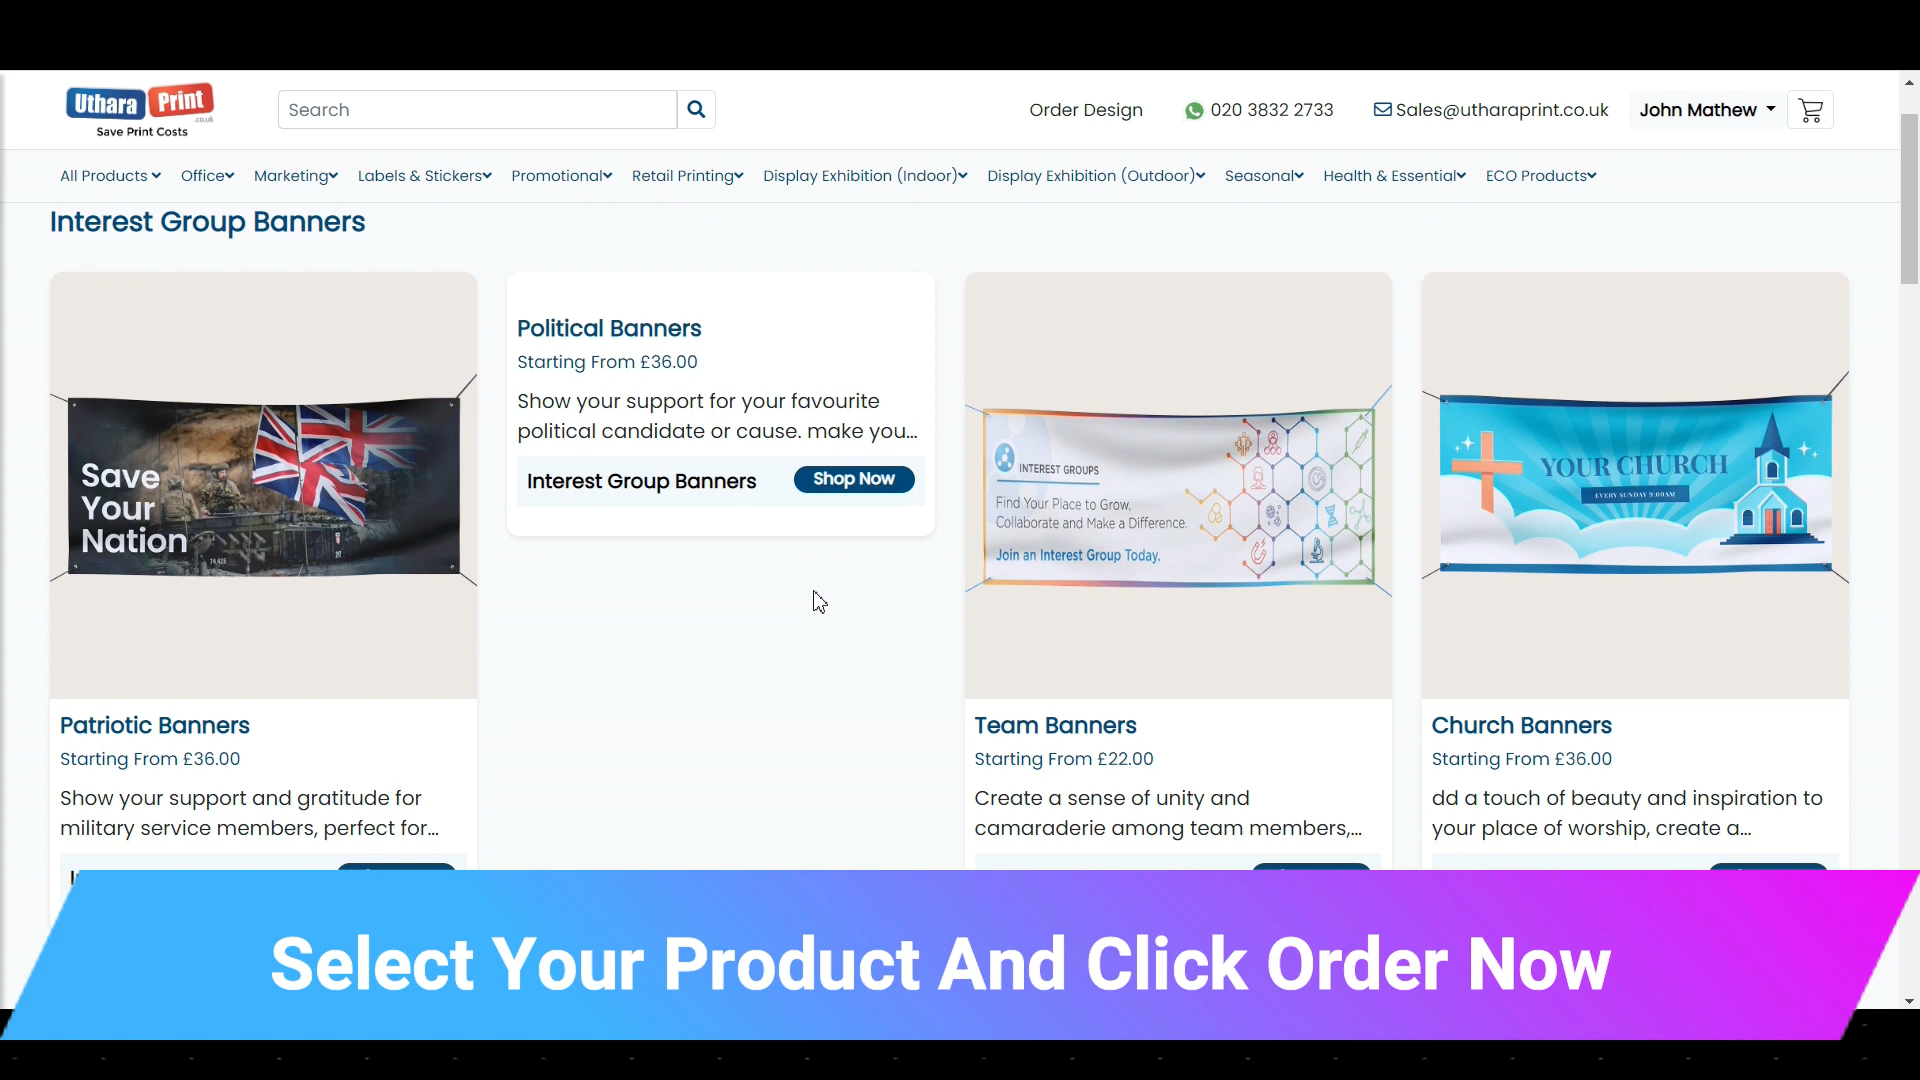 Uthara Print
.co.uk
Save Print Costs
Search
Order Design
020 3832 2733
Sales@utharaprint.co.uk
John Mathew
All Products
Office
Marketing
Labels & Stickers
Promotional
Retail Printing
Display Exhibition (Indoor)
Display Exhibition (Outdoor)
Seasonal
Health & Essential
ECO Products
Interest Group Banners
Save
Your
Nation
Patriotic Banners
Starting From £36.00
Show your support and gratitude for
military service members, perfect for...
Political Banners
Starting From £36.00
Show your support for your favourite
political candidate or cause. make you...
Interest Group Banners
Shop Now
INTEREST GROUPS
Find Your Place to Grow,
Collaborate and Make a Difference.
Join an Interest Group Today.
Team Banners
Starting From £22.00
Create a sense of unity and
camaraderie among team members,...
YOUR CHURCH
EVERY SUNDAY 9:00AM
Church Banners
Starting From £36.00
dd a touch of beauty and inspiration to
your place of worship, create a...
Select Your Product And Click Order Now